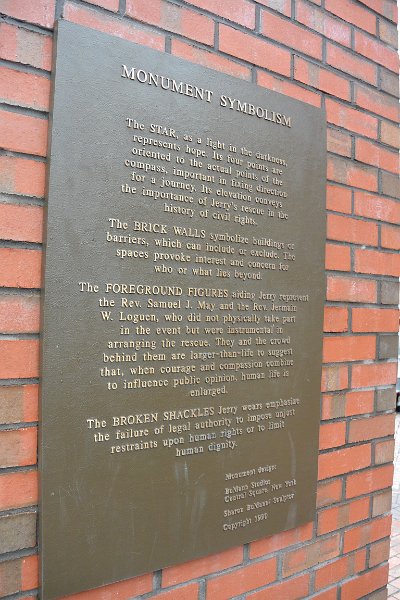 MONUMENT SYMBOLISM
The STAR, as a light in the darkness,
represents hope. Its four points are
oriented to the actual points of the
compass, important in fixing direction
for a journey. Its elevation conveys
the importance of Jerry's rescue in the
history of civil rights.
The BRICK WALLS symbolize buildings or
barriers, which can include or exclude. The
spaces provoke interest and concern for
who or what lies beyond.
The FOREGROUND FIGURES aiding Jerry represent
the Rev. Samuel J. May and the Rev. Jermain
W. Loguen, who did not physically take part
in the event but were instrumental in
arranging the rescue. They and the crowd
behind them are larger-than-life to suggest
that, when courage and compassion combine
to influence public opinion, human life is
enlarged.
The BROKEN SHACKLES Jerry wears emphasize
the failure of legal authority to impose unjust
restraints upon human rights or to limit
human dignity.
Monument design:
Studios
Central Square, New York
Sharon BuMann, Sculptor
Copyright 1990